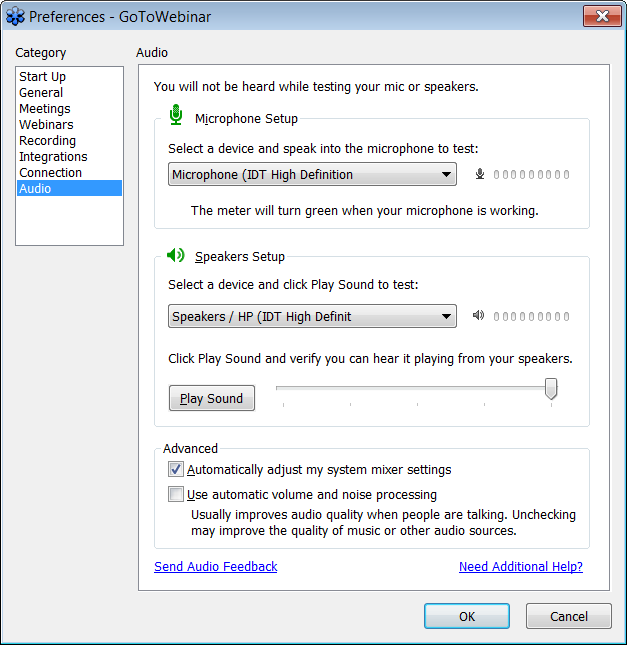 Preferences - GoToWebinar
Category
Start Up
General
Meetings
Webinars
Recording
Integrations
Connection
Audio
Audio
You will not be heard while testing your mic or speakers.
Microphone Setup
Select a device and speak into the microphone to test:
Microphone (IDT High Definition
The meter will turn green when your microphone is working.
Speakers Setup
Select a device and click Play Sound to test:
Speakers / HP (IDT High Definit
Click Play Sound and verify you can hear it playing from your speakers.
Play Sound
Advanced
Automatically adjust my system mixer settings
Use automatic volume and noise processing
Usually improves audio quality when people are talking. Unchecking
may improve the quality of music or other audio sources.
Send Audio Feedback
Need Additional Help?
OK
Cancel